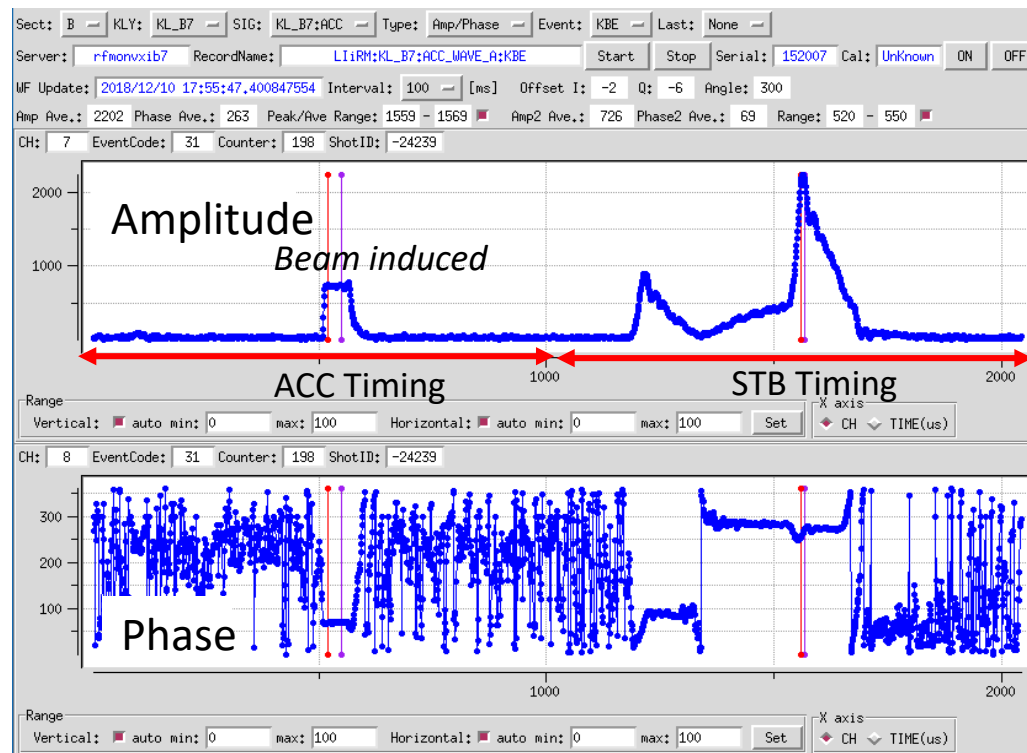 Sect: B KLY: KL_B7 SIG: KL_B7:ACC Type: Amp/Phase Event: KBE Last: None
Server: rfmonvxib7 RecordName: LIiRM:KL_B7:ACC_WAVE_A:KBE Start Stop Serial: 152007 Cal: UnKnown ON OFF
WF Update: 2018/12/10 17:55:47.400847554 Interval: 100 [ms] Offset I: -2 Q: -6 Angle: 300
Amp Ave.: 2202 Phase Ave.: 263 Peak/Ave Range: 1559 - 1569 Amp2 Ave.: 726 Phase2 Ave.: 69 Range: 520 - 550
CH: 7 EventCode: 31 Counter: 198 ShotID: -24239
2000
Amplitude
Beam induced
1000
ACC Timing 1000 STB Timing 2000
Range X axis
Vertical: auto min: 0 max: 100 Horizontal: auto min: 0 max: 100 Set CH TIME(us)
CH: 8 EventCode: 31 Counter: 198 ShotID: -24239
300
200
100
Phase
1000 2000
Range X axis
Vertical: auto min: 0 max: 100 Horizontal: auto min: 0 max: 100 Set CH TIME(us)